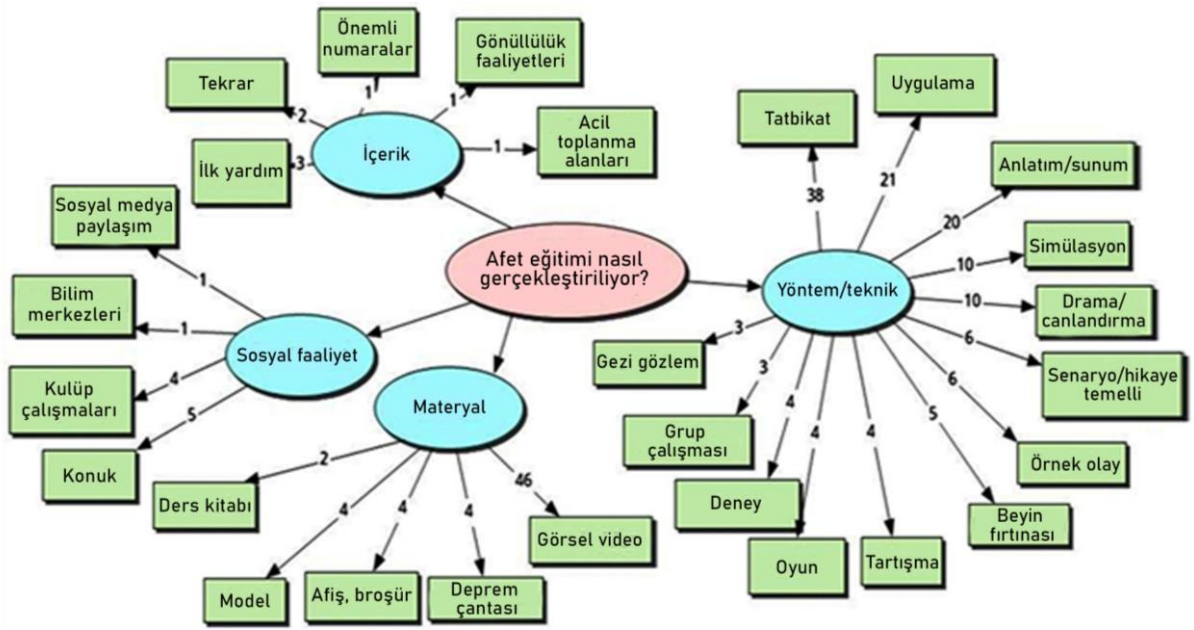 Afet eğitimi nasıl
gerçekleştiriliyor?
İçerik
Önemli
numaralar
1
Gönüllülük
faaliyetleri
1
Tekrar
2
Acil
toplanma
alanları
1
İlk yardım
3
Sosyal faaliyet
Sosyal medya
paylaşım
1
Bilim
merkezleri
1
Kulüp
çalışmaları
4
Konuk
5
Materyal
Ders kitabı
2
Model
4
Afiş, broşür
4
Deprem
çantası
4
Görsel video
46
Yöntem/teknik
Tatbikat
38
Uygulama
21
Anlatım/sunum
20
Simülasyon
10
Drama/
canlandırma
10
Senaryo/hikaye
temelli
6
Örnek olay
6
Beyin
fırtınası
5
Tartışma
4
Oyun
4
Deney
4
Grup
çalışması
3
Gezi gözlem
3